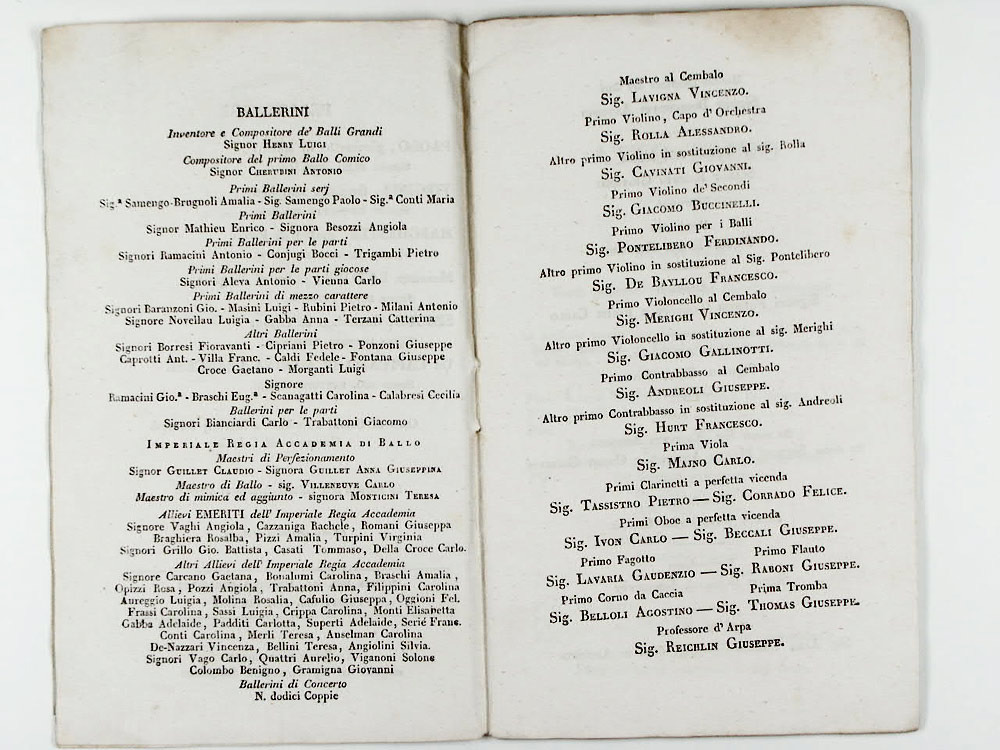 BALLERINI
Inventore e Compositore de' Balli Grandi
Signor Henry Luigi
Compositore del primo Ballo Comico
Signor Cherubini Antonio
Primi Ballerini serj
Sig.ª Samengo-Brugnoli Amalia - Sig. Samengo Paolo - Sig.ª Conti Maria
Primi Ballerini
Signor Mathieu Enrico - Signora Besozzi Angiola
Primi Ballerini per le parti
Signori Ramacini Antonio - Conjugi Bocci - Trigambi Pietro
Primi Ballerini per le parti giocose
Signori Aleva Antonio - Vienna Carlo
Primi Ballerini di mezzo carattere
Signori Baranzoni Gio. - Masini Luigi - Rubini Pietro - Milani Antonio
Signore Novellau Luigia - Gabba Anna - Terzani Catterina
Altri Ballerini
Signori Borresi Fioravanti - Cipriani Pietro - Ponzoni Giuseppe
Caprotti Ant. - Villa Franc. - Caldi Fedele - Fontana Giuseppe
Croce Gaetano - Morganti Luigi
Signore
Ramacini Gio.ª - Braschi Eug.ª - Scanagatti Carolina - Calabresi Cecilia
Ballerini per le parti
Signori Bianciardi Carlo - Trabattoni Giacomo
Imperiale Regia Accademia di Ballo
Maestri di Perfezionamento
Signor Guillet Claudio - Signora Guillet Anna Giuseppina
Maestro di Ballo - sig. Villeneuve Carlo
Maestro di mimica ed aggiunto - signora Monticini Teresa
Allievi EMERITI dell' Imperiale Regia Accademia
Signore Vaghi Angiola, Cazzaniga Rachele, Romani Giuseppa
Braghiera Rosalba, Pizzi Amalia, Turpini Virginia
Signori Grillo Gio. Battista, Casati Tommaso, Della Croce Carlo.
Altri Allievi dell' Imperiale Regia Accademia
Signore Carcano Gaetana, Bonalumi Carolina, Braschi Amalia,
Opizzi Rosa, Pozzi Angiola, Trabattoni Anna, Filippini Carolina
Aureggio Luigia, Molina Rosalia, Cafulio Giuseppa, Oggioni Fel.
Frassi Carolina, Sassi Luigia, Crippa Carolina, Monti Elisabetta
Gabba Adelaide, Padditi Carlotta, Superti Adelaide, Serié Franc.
Conti Carolina, Merli Teresa, Anselman Carolina
De-Nazzari Vincenza, Bellini Teresa, Angiolini Silvia.
Signori Vago Carlo, Quattri Aurelio, Viganoni Solone
Colombo Benigno, Gramigna Giovanni
Ballerini di Concerto
N. dodici Coppie
Maestro al Cembalo
Sig. Lavigna Vincenzo.
Primo Violino, Capo d' Orchestra
Sig. Rolla Alessandro.
Altro primo Violino in sostituzione al sig. Rolla
Sig. Cavinati Giovanni.
Primo Violino de' Secondi
Sig. Giacomo Buccinelli.
Primo Violino per i Balli
Sig. Pontelibero Ferdinando.
Altro primo Violino in sostituzione al Sig. Pontelibero
Sig. De Bayllou Francesco.
Primo Violoncello al Cembalo
Sig. Merighi Vincenzo.
Altro primo Violoncello in sostituzione al sig. Merighi
Sig. Giacomo Gallinotti.
Primo Contrabbasso al Cembalo
Sig. Andreoli Giuseppe.
Altro primo Contrabbasso in sostituzione al sig. Andreoli
Sig. Hurt Francesco.
Prima Viola
Sig. Majno Carlo.
Primi Clarinetti a perfetta vicenda
Sig. Tassistro Pietro — Sig. Corrado Felice.
Primi Oboe a perfetta vicenda
Sig. Ivon Carlo — Sig. Beccali Giuseppe.
Primo Fagotto Primo Flauto
Sig. Lavaria Gaudenzio — Sig. Raboni Giuseppe.
Primo Corno da Caccia Prima Tromba
Sig. Belloli Agostino — Sig. Thomas Giuseppe.
Professore d' Arpa
Sig. Reichlin Giuseppe.